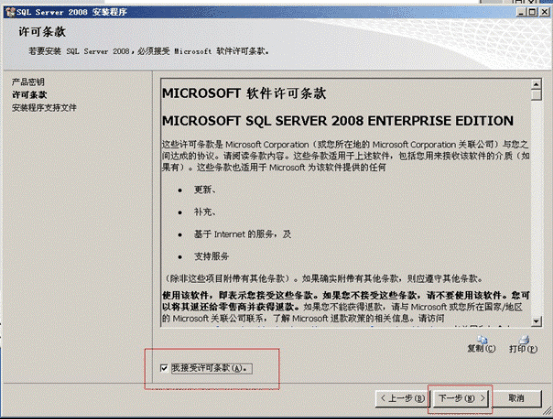 SQL Server 2008 安装程序
许可条款
若要安装 SQL Server 2008，必须接受 Microsoft 软件许可条款。
产品密钥
许可条款
安装程序支持文件
MICROSOFT 软件许可条款
MICROSOFT SQL SERVER 2008 ENTERPRISE EDITION
这些许可条款是 Microsoft Corporation（或您所在地的 Microsoft Corporation 关联公司）与您之
间达成的协议。请阅读条款内容。这些条款适用于上述软件，包括您用来接收该软件的介质（如
果有）。这些条款也适用于 Microsoft 为该软件提供的任何
• 更新、
• 补充、
• 基于 Internet 的服务，及
• 支持服务
（除非这些项目附带有其他条款）。如果确实附带有其他条款，则应遵守其他条款。
使用该软件，即表示您接受这些条款。如果您不接受这些条款，请不要使用该软件。您可
以将其退还给零售商并获得退款。如果您不能获得退款，请与 Microsoft 或您所在国家/地区
的 Microsoft 关联公司联系，了解 Microsoft 退款政策的相关信息。请访问
复制(C) 打印(P)
我接受许可条款(A)。
< 上一步(B) 下一步(N) > 取消